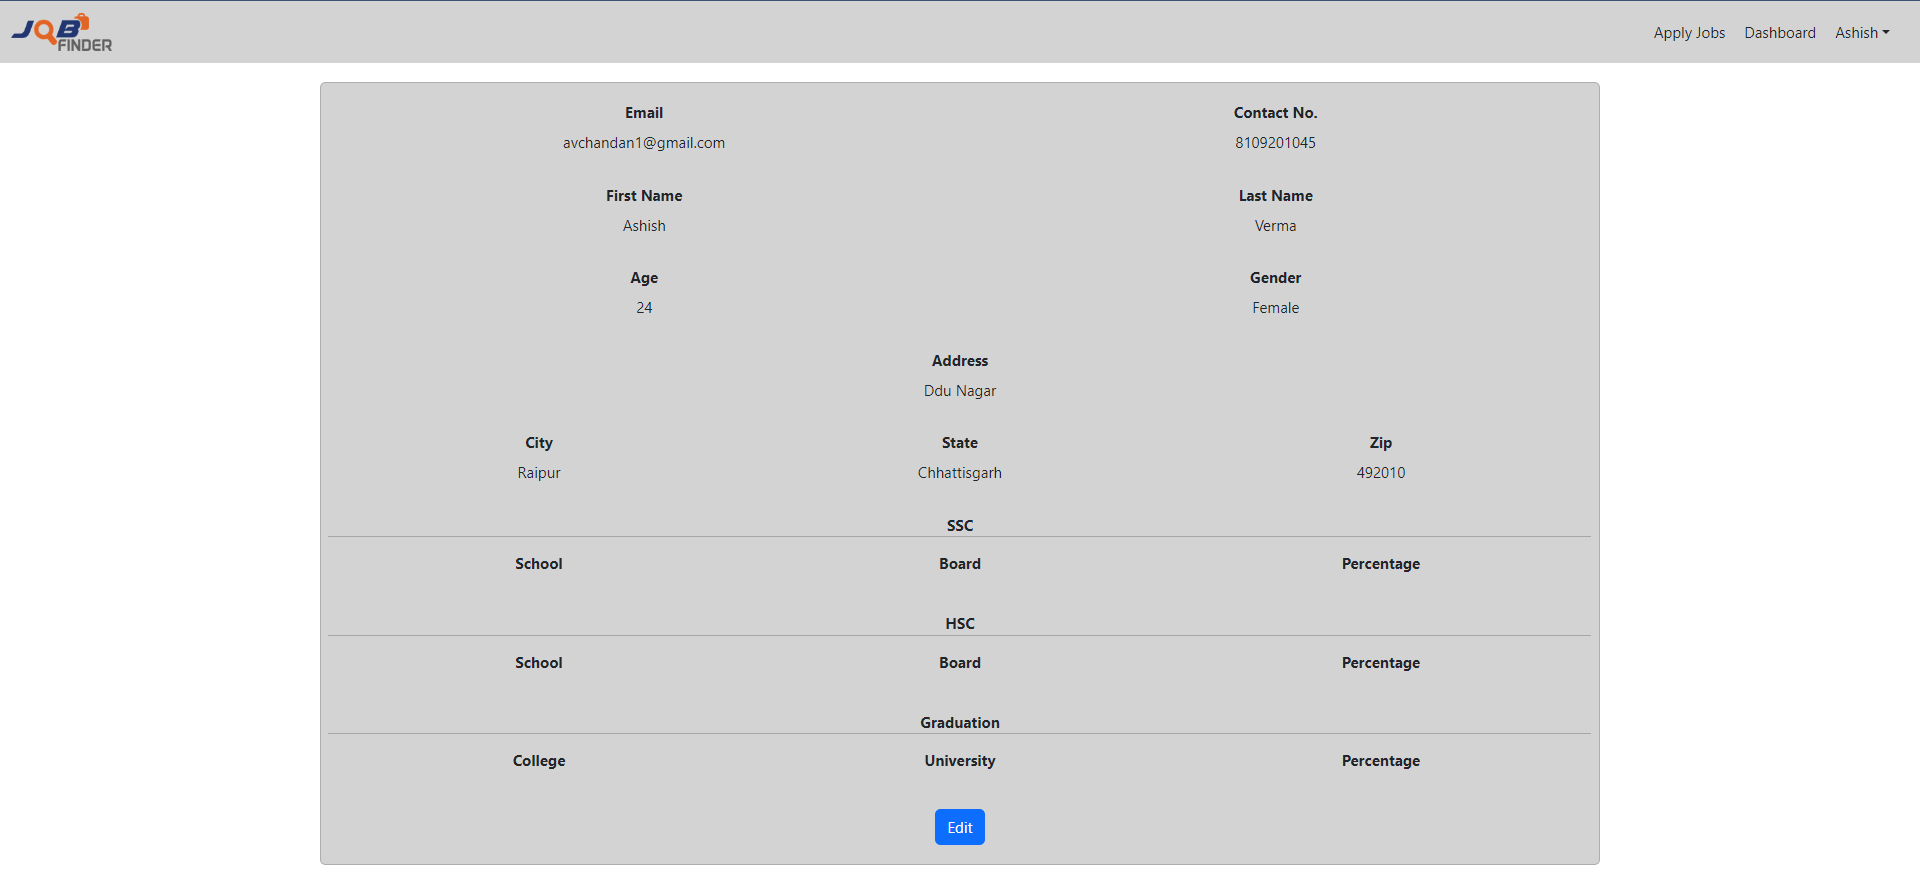 JOB
FINDER
Apply Jobs Dashboard Ashish
Email Contact No.
avchandan1@gmail.com 8109201045
First Name Last Name
Ashish Verma
Age Gender
24 Female
Address
Ddu Nagar
City State Zip
Raipur Chhattisgarh 492010
SSC
School Board Percentage
HSC
School Board Percentage
Graduation
College University Percentage
Edit